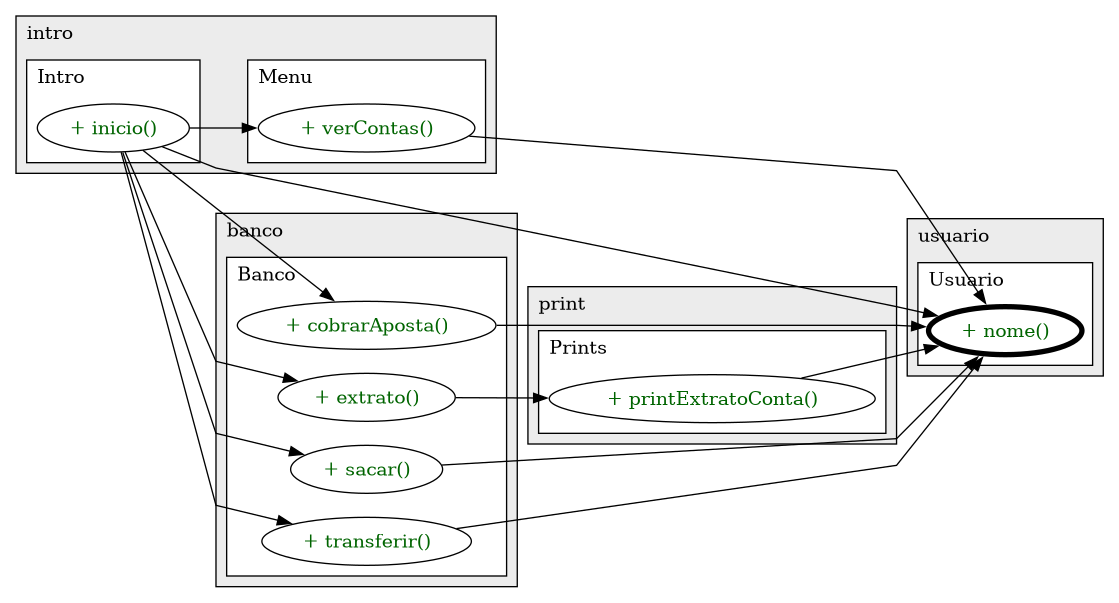 intro
Intro
+ inicio()
Menu
+ verContas()
banco
Banco
+ cobrarAposta()
+ extrato()
+ sacar()
+ transferir()
print
Prints
+ printExtratoConta()
usuario
Usuario
+ nome()